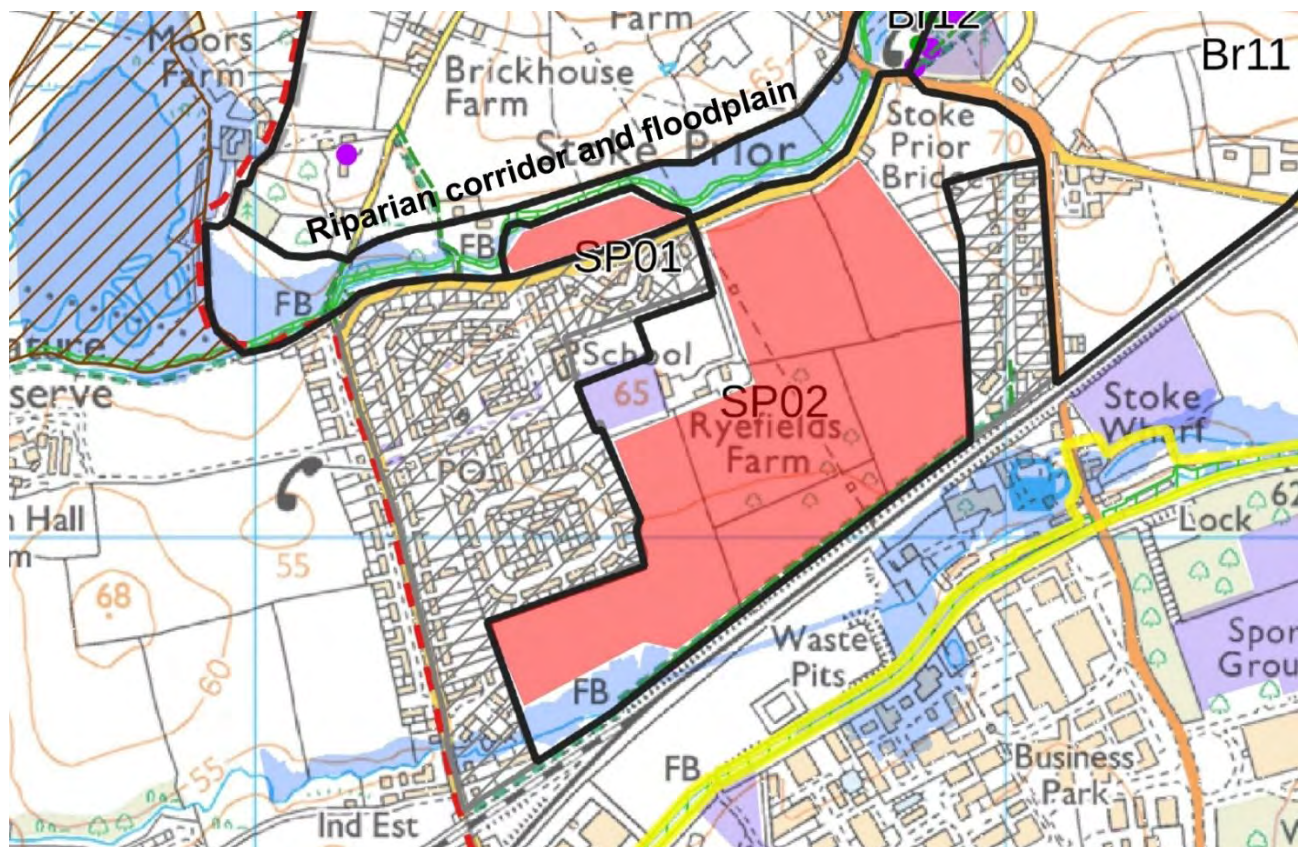 Farm
Br12
Br11
Moors
Farm
Brickhouse
Farm
65
Stoke
Prior
Bridge
70
Stoke Prior
Riparian corridor and floodplain
FB
SP01
FB
School
65
SP02
Ryefields
Farm
serve
Stoke
Wharf
PO
Hall
55
68
60
Lock
62
Waste
Pits
Spor
Grou
FB
55
FB
Business
Park
Ind Est